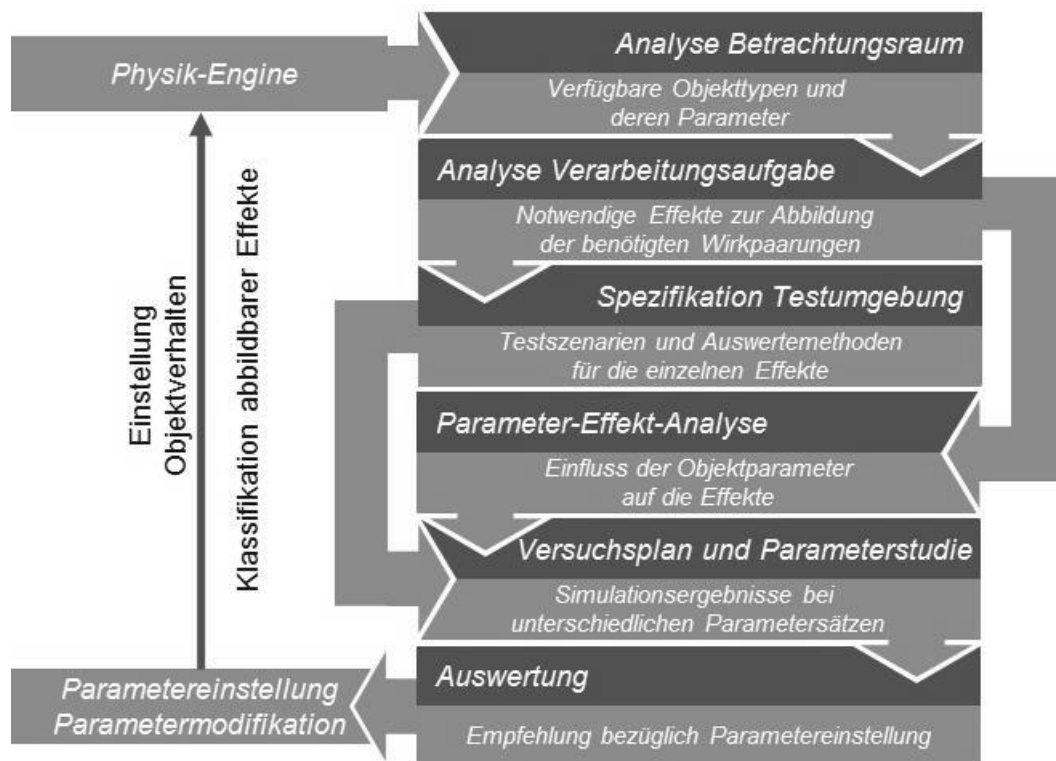 Physik-Engine
Analyse Betrachtungsraum
Verfügbare Objekttypen und
deren Parameter
Analyse Verarbeitungsaufgabe
Notwendige Effekte zur Abbildung
der benötigten Wirkpaarungen
Spezifikation Testumgebung
Testszenarien und Auswertemethoden
für die einzelnen Effekte
Parameter-Effekt-Analyse
Einfluss der Objektparameter
auf die Effekte
Versuchsplan und Parameterstudie
Simulationsergebnisse bei
unterschiedlichen Parametersätzen
Auswertung
Empfehlung bezüglich Parametereinstellung
Parametereinstellung
Parametermodifikation
Einstellung
Objektverhalten
Klassifikation abbildbarer Effekte